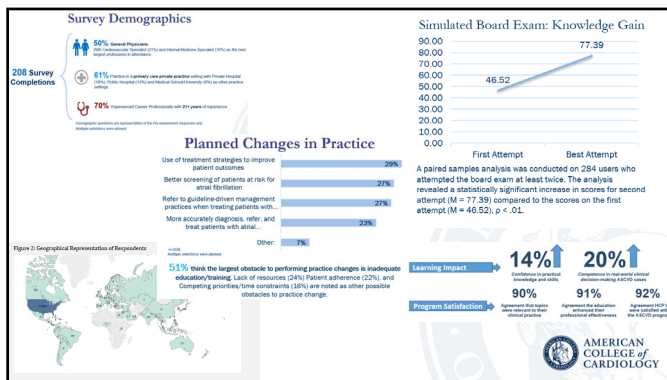 Survey Demographics
208 Survey
Completions
50% General Physicians
With Cardiovascular Specialist (21%) and Internal Medicine Specialist (18%) as the next
largest professions in attendance
61% Practice in a primary care private practice setting with Private Hospital
(18%), Public Hospital (13%) and (Medical School/University (8%) as other practice
settings.
70% Experienced Career Professionals with 21+ years of experience.
Demographic questions are representative of the Pre-Assessment responses only.
Multiple selections were allowed.
Simulated Board Exam: Knowledge Gain
90.00
80.00
70.00
60.00
50.00
40.00
30.00
20.00
10.00
0.00
46.52
77.39
First Attempt
Best Attempt
A paired samples analysis was conducted on 284 users who
attempted the board exam at least twice. The analysis
revealed a statistically significant increase in scores for second
attempt (M = 77.39) compared to the scores on the first
attempt (M = 46.52), p < .01.
Planned Changes in Practice
Use of treatment strategies to improve
patient outcomes
29%
Better screening of patients at risk for
atrial fibrillation
27%
Refer to guideline-driven management
practices when treating patients with...
27%
More accurately diagnosis, refer, and
treat patients with atrial...
23%
Other:
7%
n=208
Multiple selections were allowed.
51% think the largest obstacle to performing practice changes is inadequate
education/training. Lack of resources (24%) Patient adherence (22%), and
Competing priorities/time constraints (16%) are noted as other possible
obstacles to practice change.
Figure 2: Geographical Representation of Respondents
Learning Impact
14%
Confidence in practical
knowledge and skills
20%
Competence in real-world clinical
decision-making ASCVD cases
Program Satisfaction
90%
Agreement that topics
were relevant to their
clinical practice
91%
Agreement the education
enhanced their
professional effectiveness
92%
Agreement HCP's
were satisfied with
the ASCVD program
AMERICAN
COLLEGE of
CARDIOLOGY